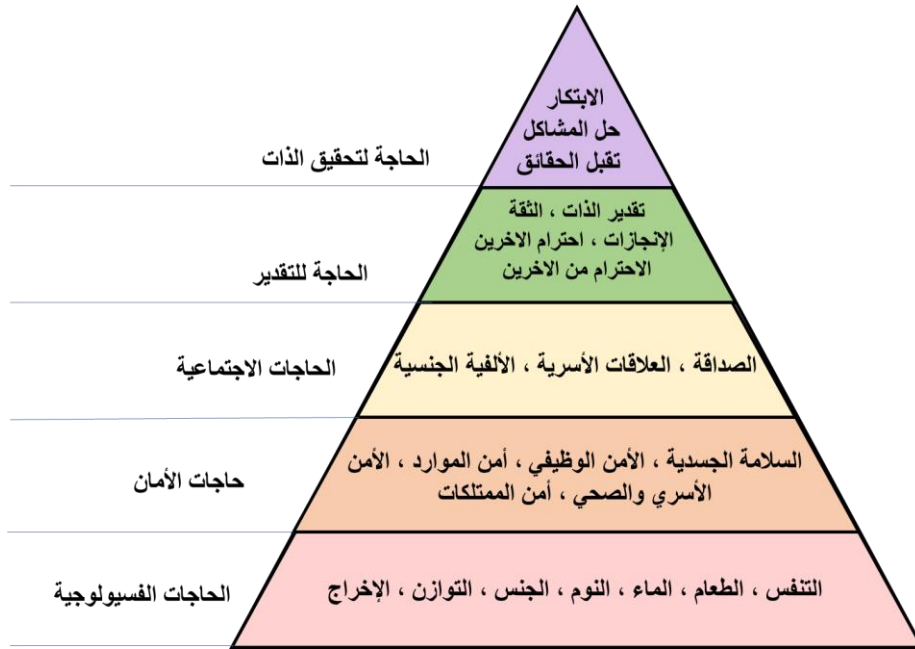 الابتكار
حل المشاكل
تقبل الحقائق
الحاجة لتحقيق الذات
تقدير الذات ، الثقة
الإنجازات ، احترام الاخرين
الاحترام من الاخرين
الحاجة للتقدير
الصداقة ، العلاقات الأسرية ، الألفية الجنسية
الحاجات الاجتماعية
السلامة الجسدية ، الأمن الوظيفي ، أمن الموارد ، الأمن
الأسري والصحي ، أمن الممتلكات
حاجات الأمان
التنفس ، الطعام ، الماء ، النوم ، الجنس ، التوازن ، الإخراج
الحاجات الفسيولوجية